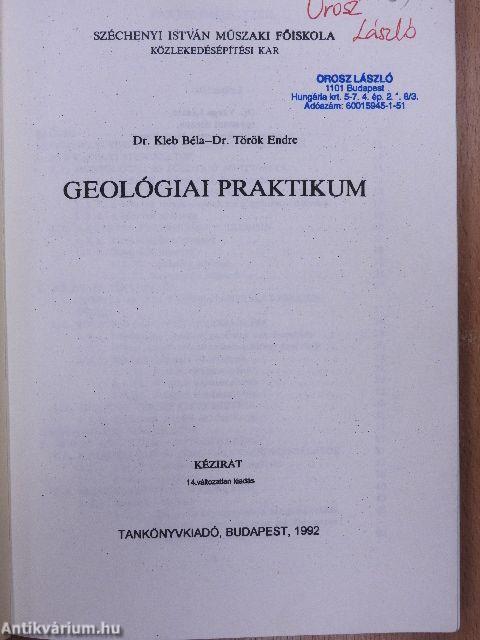 Orosz
László
SZÉCHENYI ISTVÁN MŰSZAKI FŐISKOLA
KÖZLEKEDÉSÉPÍTÉSI KAR
OROSZ LÁSZLÓ
1101 Budapest
Hungária krt. 5-7. 4. ép. 2. 6/3.
Adószám: 60015945-1-51
Dr. Kleb Béla–Dr. Török Endre
GEOLÓGIAI PRAKTIKUM
KÉZIRAT
14.változatlan kiadás
TANKÖNYVKIADÓ, BUDAPEST, 1992
Antikvárium.hu